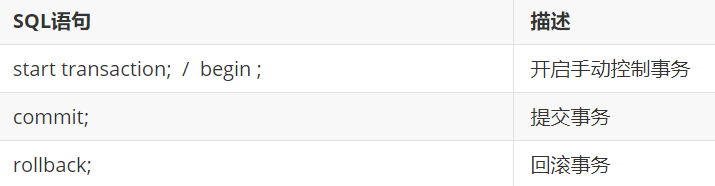 SQL语句 描述
start transaction; / begin ; 开启手动控制事务
commit; 提交事务
rollback; 回滚事务